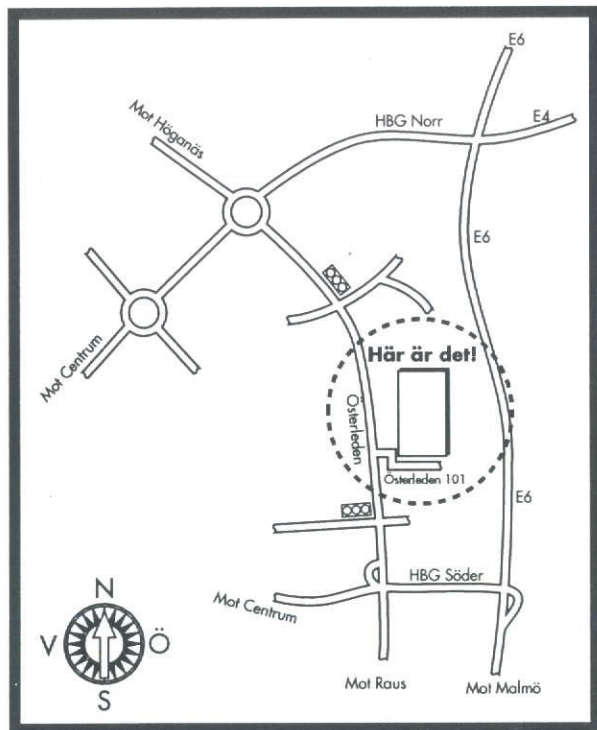 E6
Mot Höganäs
HBG Norr
E4
E6
Här är det!
Mot Centrum
Österleden
Österleden 101
E6
HBG Söder
Mot Centrum
N
V
Ö
S
Mot Raus
Mot Malmö